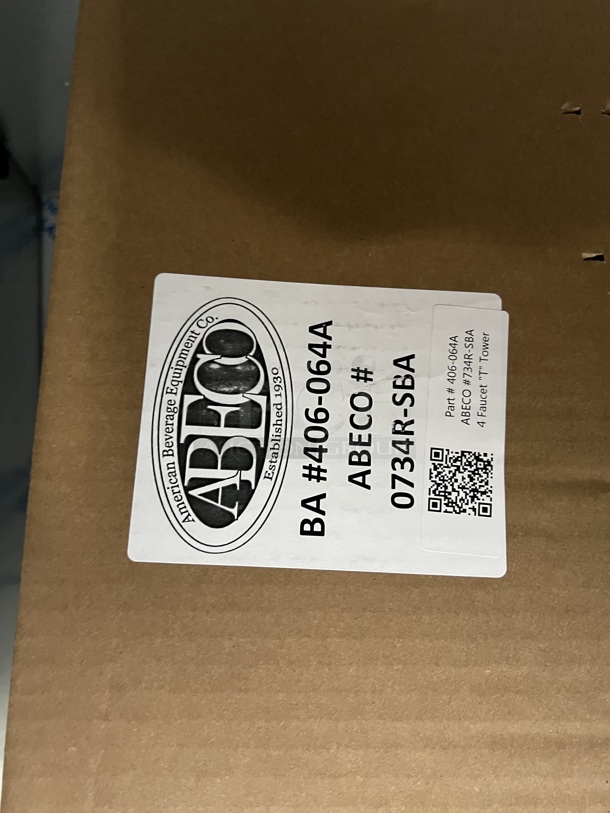 American Beverage Equipment Co.
ABECO
Established 1930
BA #406-064A
ABECO #
0734R-SBA
Part # 406-064A
ABECO #734R-SBA
4 Faucet "T" Tower